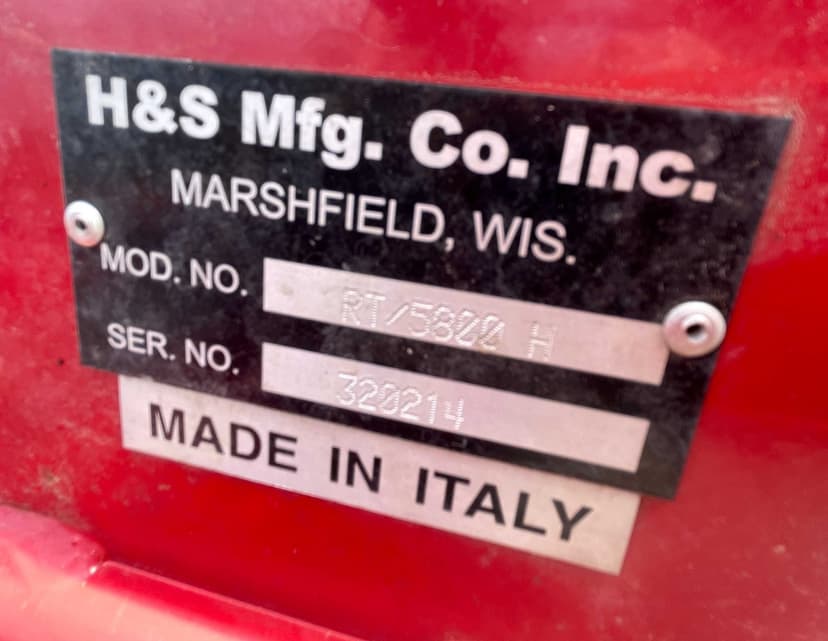 H&S Mfg. Co. Inc.
MARSHFIELD, WIS.
MOD. NO. RT/5800 H
SER. NO. 320214
MADE IN ITALY